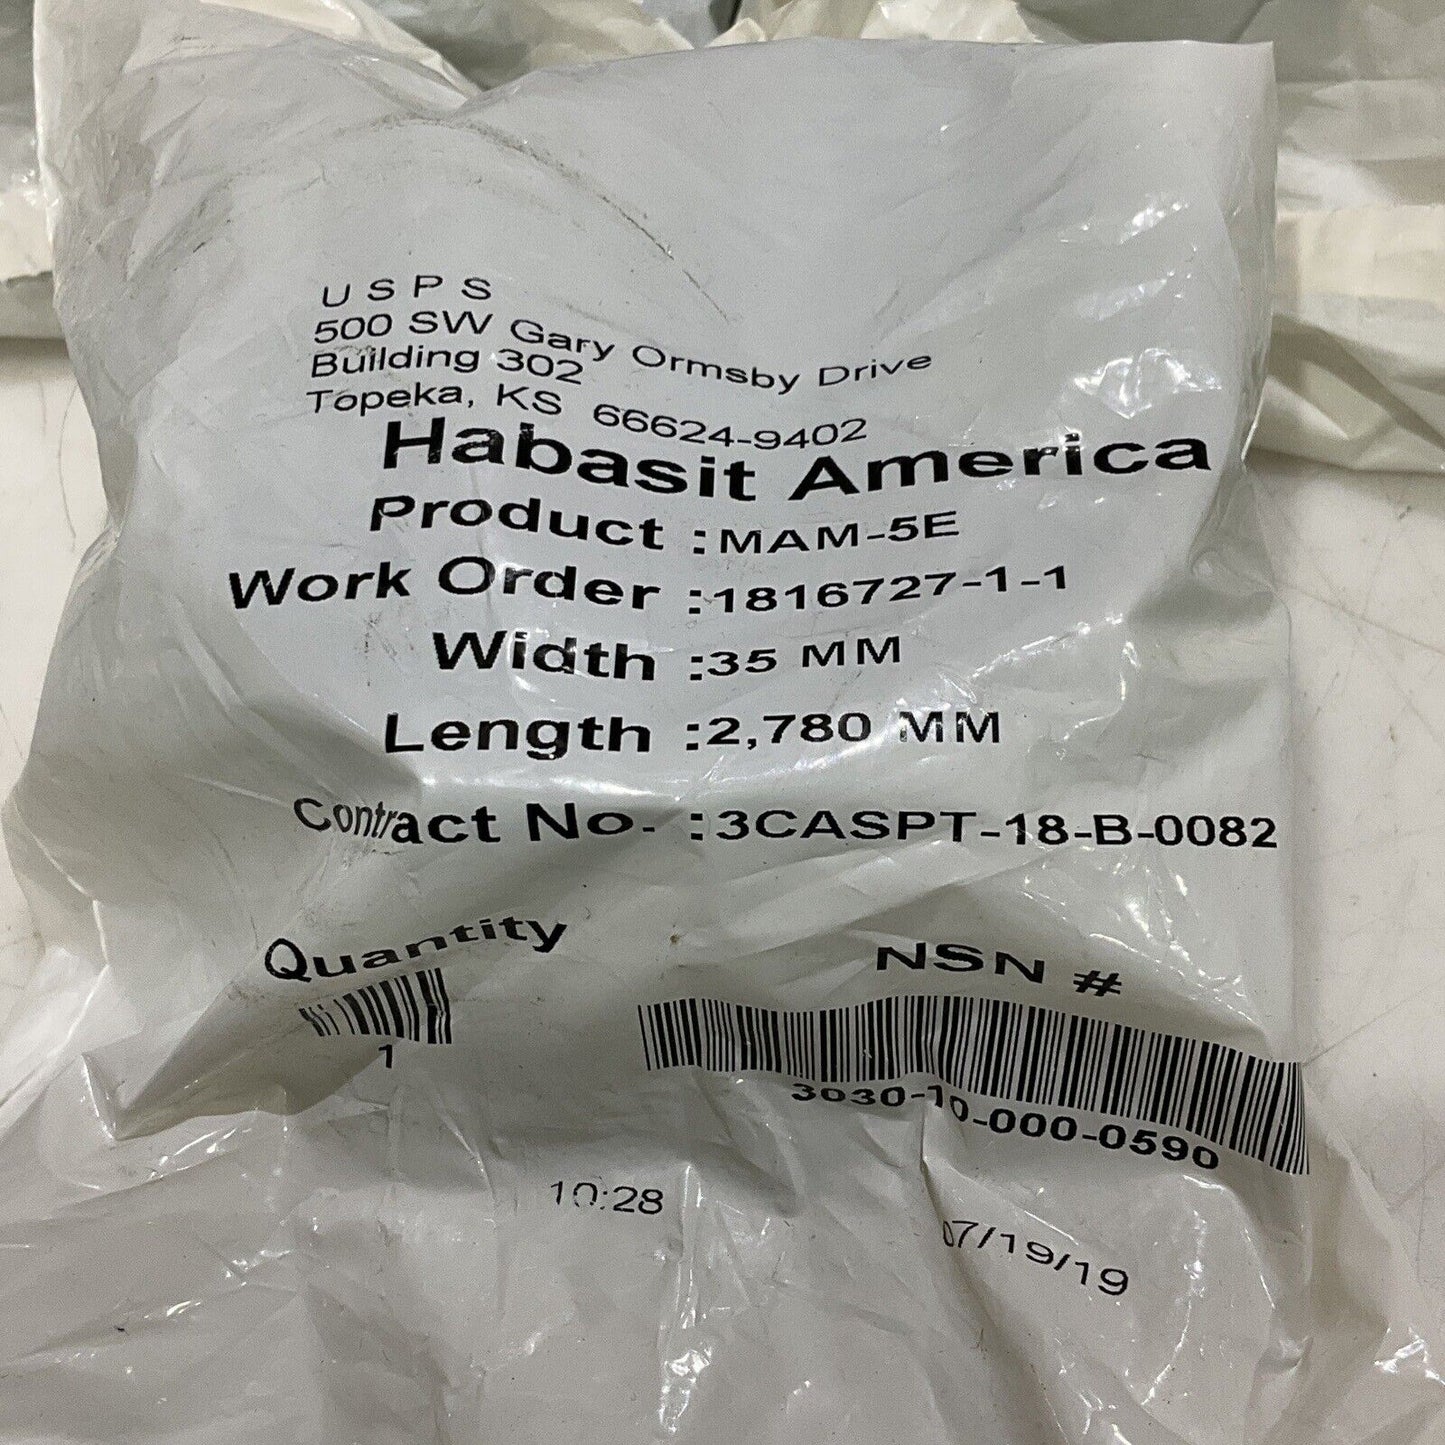 U S P S
500 SW Gary Ormsby Drive
Building 302
Topeka, KS 66624-9402
Habasit America
Product :MAM-5E
Work Order :1816727-1-1
Width :35 MM
Length :2,780 MM
Contract No. :3CASPT-18-B-0082
Quantity NSN #
1 3030-10-000-0590
10:28 07/19/19